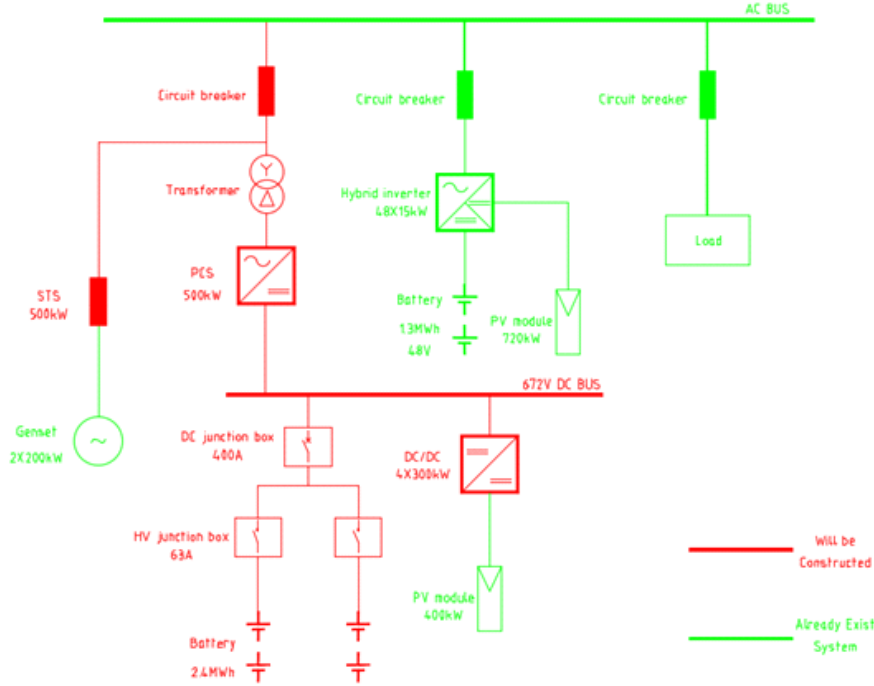 AC BUS
Circuit breaker
Circuit breaker
Circuit breaker
Transformer
Hybrid inverter
48X15kW
Load
PCS
500kW
STS
500kW
Battery
1.3MWh
48V
PV module
720kW
672V DC BUS
Genset
2X200kW
DC junction box
400A
DC/DC
4X300kW
HV junction box
63A
Will be
Constructed
PV module
400kW
Already Exist
System
Battery
2.4MWh